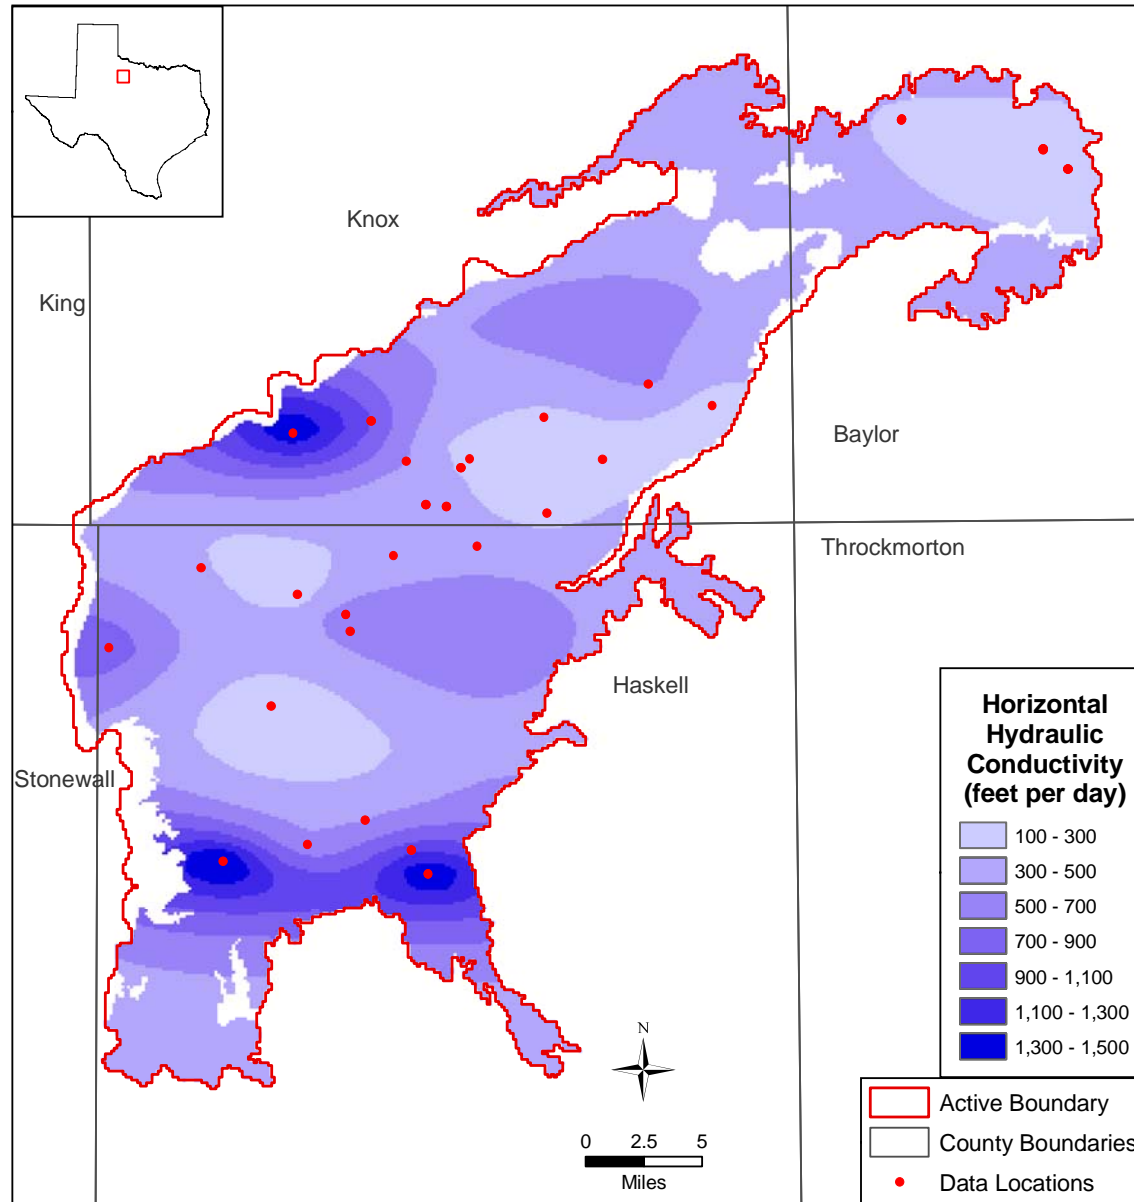 Knox
King
Baylor
Throckmorton
Haskell
Stonewall
Horizontal
Hydraulic
Conductivity
(feet per day)
100 - 300
300 - 500
500 - 700
700 - 900
900 - 1,100
1,100 - 1,300
1,300 - 1,500
N
0 2.5 5
Miles
Active Boundary
County Boundaries
Data Locations